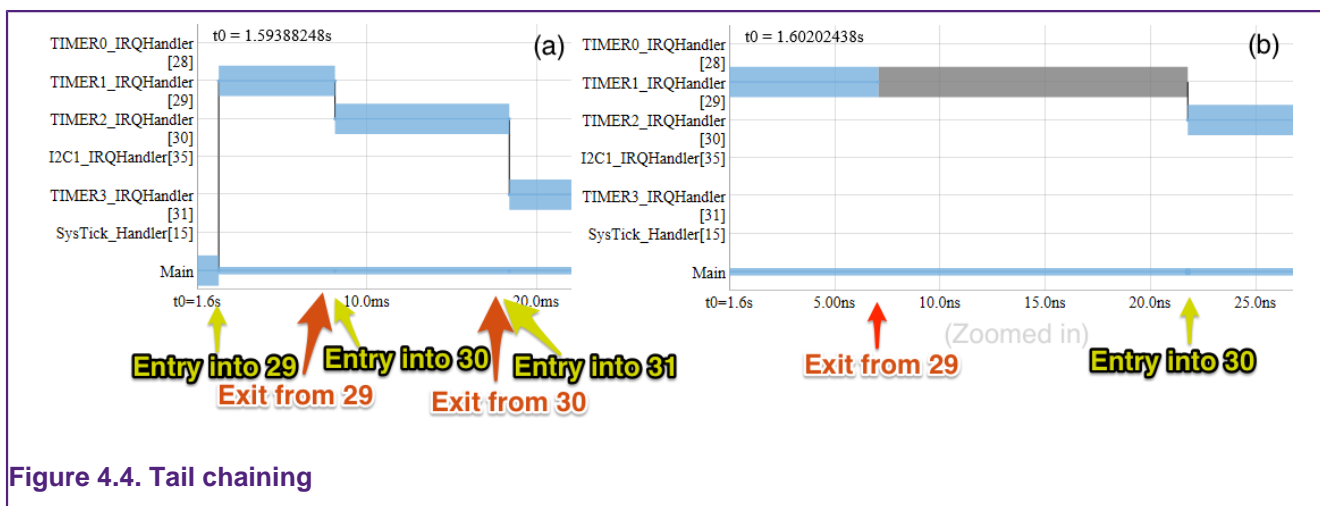 t0 = 1.59388248s
(a)
TIMER0_IRQHandler
[28]
TIMER1_IRQHandler
[29]
TIMER2_IRQHandler
[30]
I2C1_IRQHandler[35]
TIMER3_IRQHandler
[31]
SysTick_Handler[15]
Main
t0=1.6s
10.0ms
20.0ms
Entry into 29
Entry into 30
Entry into 31
Exit from 29
Exit from 30
t0 = 1.60202438s
(b)
TIMER0_IRQHandler
[28]
TIMER1_IRQHandler
[29]
TIMER2_IRQHandler
[30]
I2C1_IRQHandler[35]
TIMER3_IRQHandler
[31]
SysTick_Handler[15]
Main
t0=1.6s
5.00ns
10.0ns
15.0ns
20.0ns
25.0ns
(Zoomed in)
Exit from 29
Entry into 30
Figure 4.4. Tail chaining